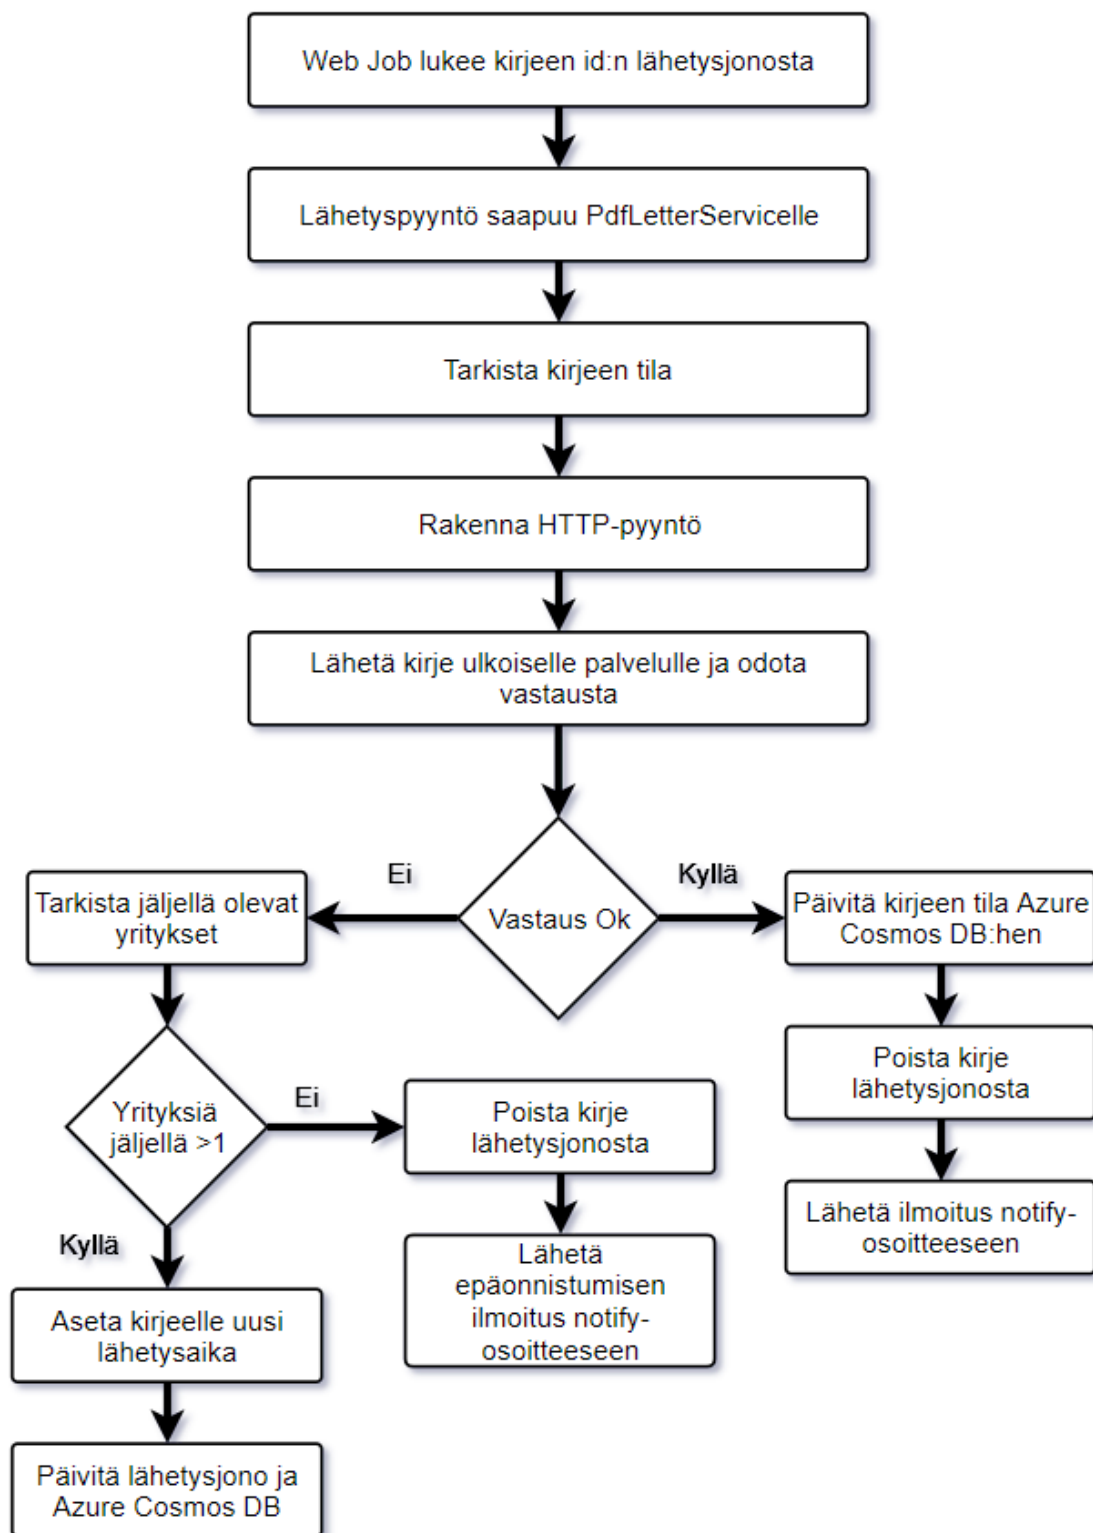 Web Job lukee kirjeen id:n lähetysjonosta
Lähetyspyyntö saapuu PdfLetterServicelle
Tarkista kirjeen tila
Rakenna HTTP-pyyntö
Lähetä kirje ulkoiselle palvelulle ja odota
vastausta
Vastaus Ok
Ei
Kyllä
Tarkista jäljellä olevat
yritykset
Päivitä kirjeen tila Azure
Cosmos DB:hen
Poista kirje
lähetysjonosta
Lähetä ilmoitus notify-
osoitteeseen
Yrityksiä
jäljellä >1
Ei
Poista kirje
lähetysjonosta
Lähetä
epäonnistumisen
ilmoitus notify-
osoitteeseen
Kyllä
Aseta kirjeelle uusi
lähetysaika
Päivitä lähetysjono ja
Azure Cosmos DB